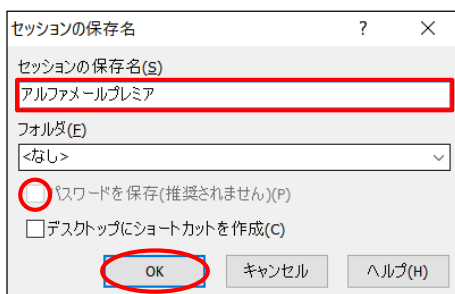 セッションの保存名 ?
セッションの保存名(S)
アルファメールプレミア
フォルダ(F)
<なし>
パスワードを保存(推奨されません)(P)
デスクトップにショートカットを作成(C)
OK キャンセル ヘルプ(H)